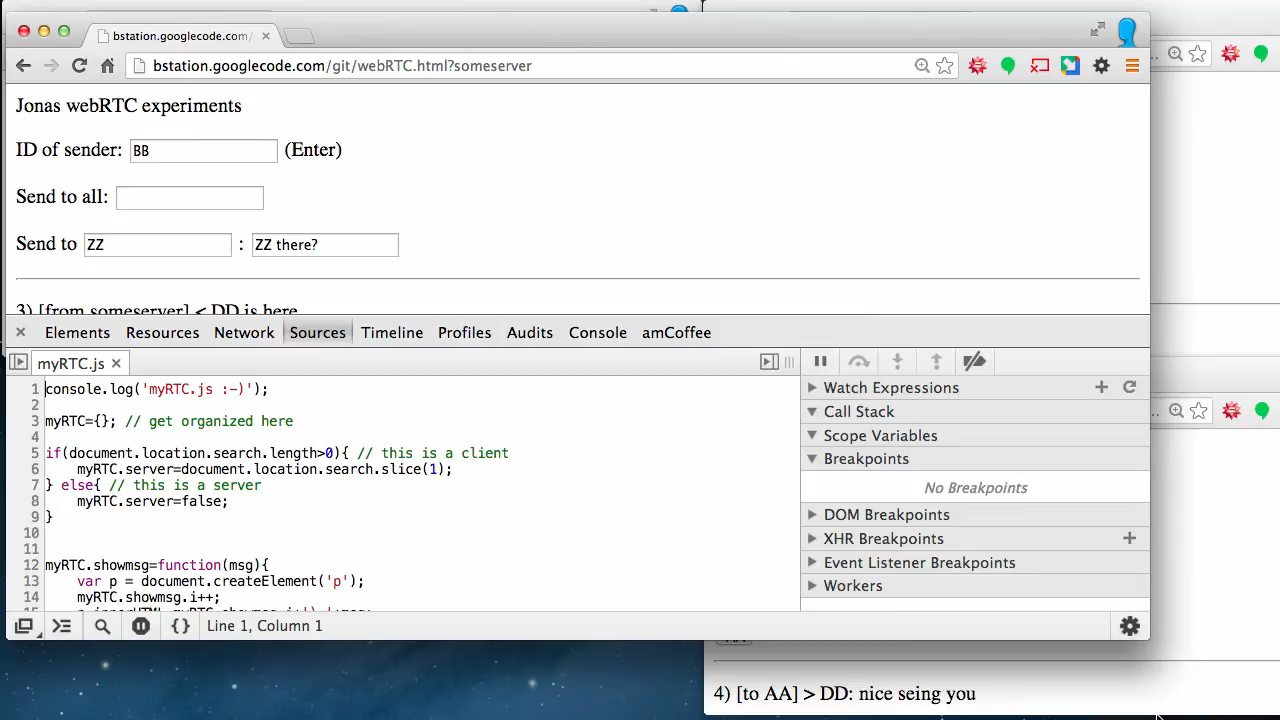 bstation.googlecode.com/
bstation.googlecode.com/git/webRTC.html?someserver
Jonas webRTC experiments
ID of sender: BB (Enter)
Send to all:
Send to ZZ : ZZ there?
3) [from someserver] < DD is here
Elements Resources Network Sources Timeline Profiles Audits Console amCoffee
myRTC.js
1 console.log('myRTC.js :-)');
2
3 myRTC={}; // get organized here
4
5 if(document.location.search.length>0){ // this is a client
6 myRTC.server=document.location.search.slice(1);
7 } else{ // this is a server
8 myRTC.server=false;
9 }
10
11
12 myRTC.showmsg=function(msg){
13 var p = document.createElement('p');
14 myRTC.showmsg.i++;
Watch Expressions
Call Stack
Scope Variables
Breakpoints
No Breakpoints
DOM Breakpoints
XHR Breakpoints
Event Listener Breakpoints
Workers
{} Line 1, Column 1
4) [to AA] > DD: nice seing you